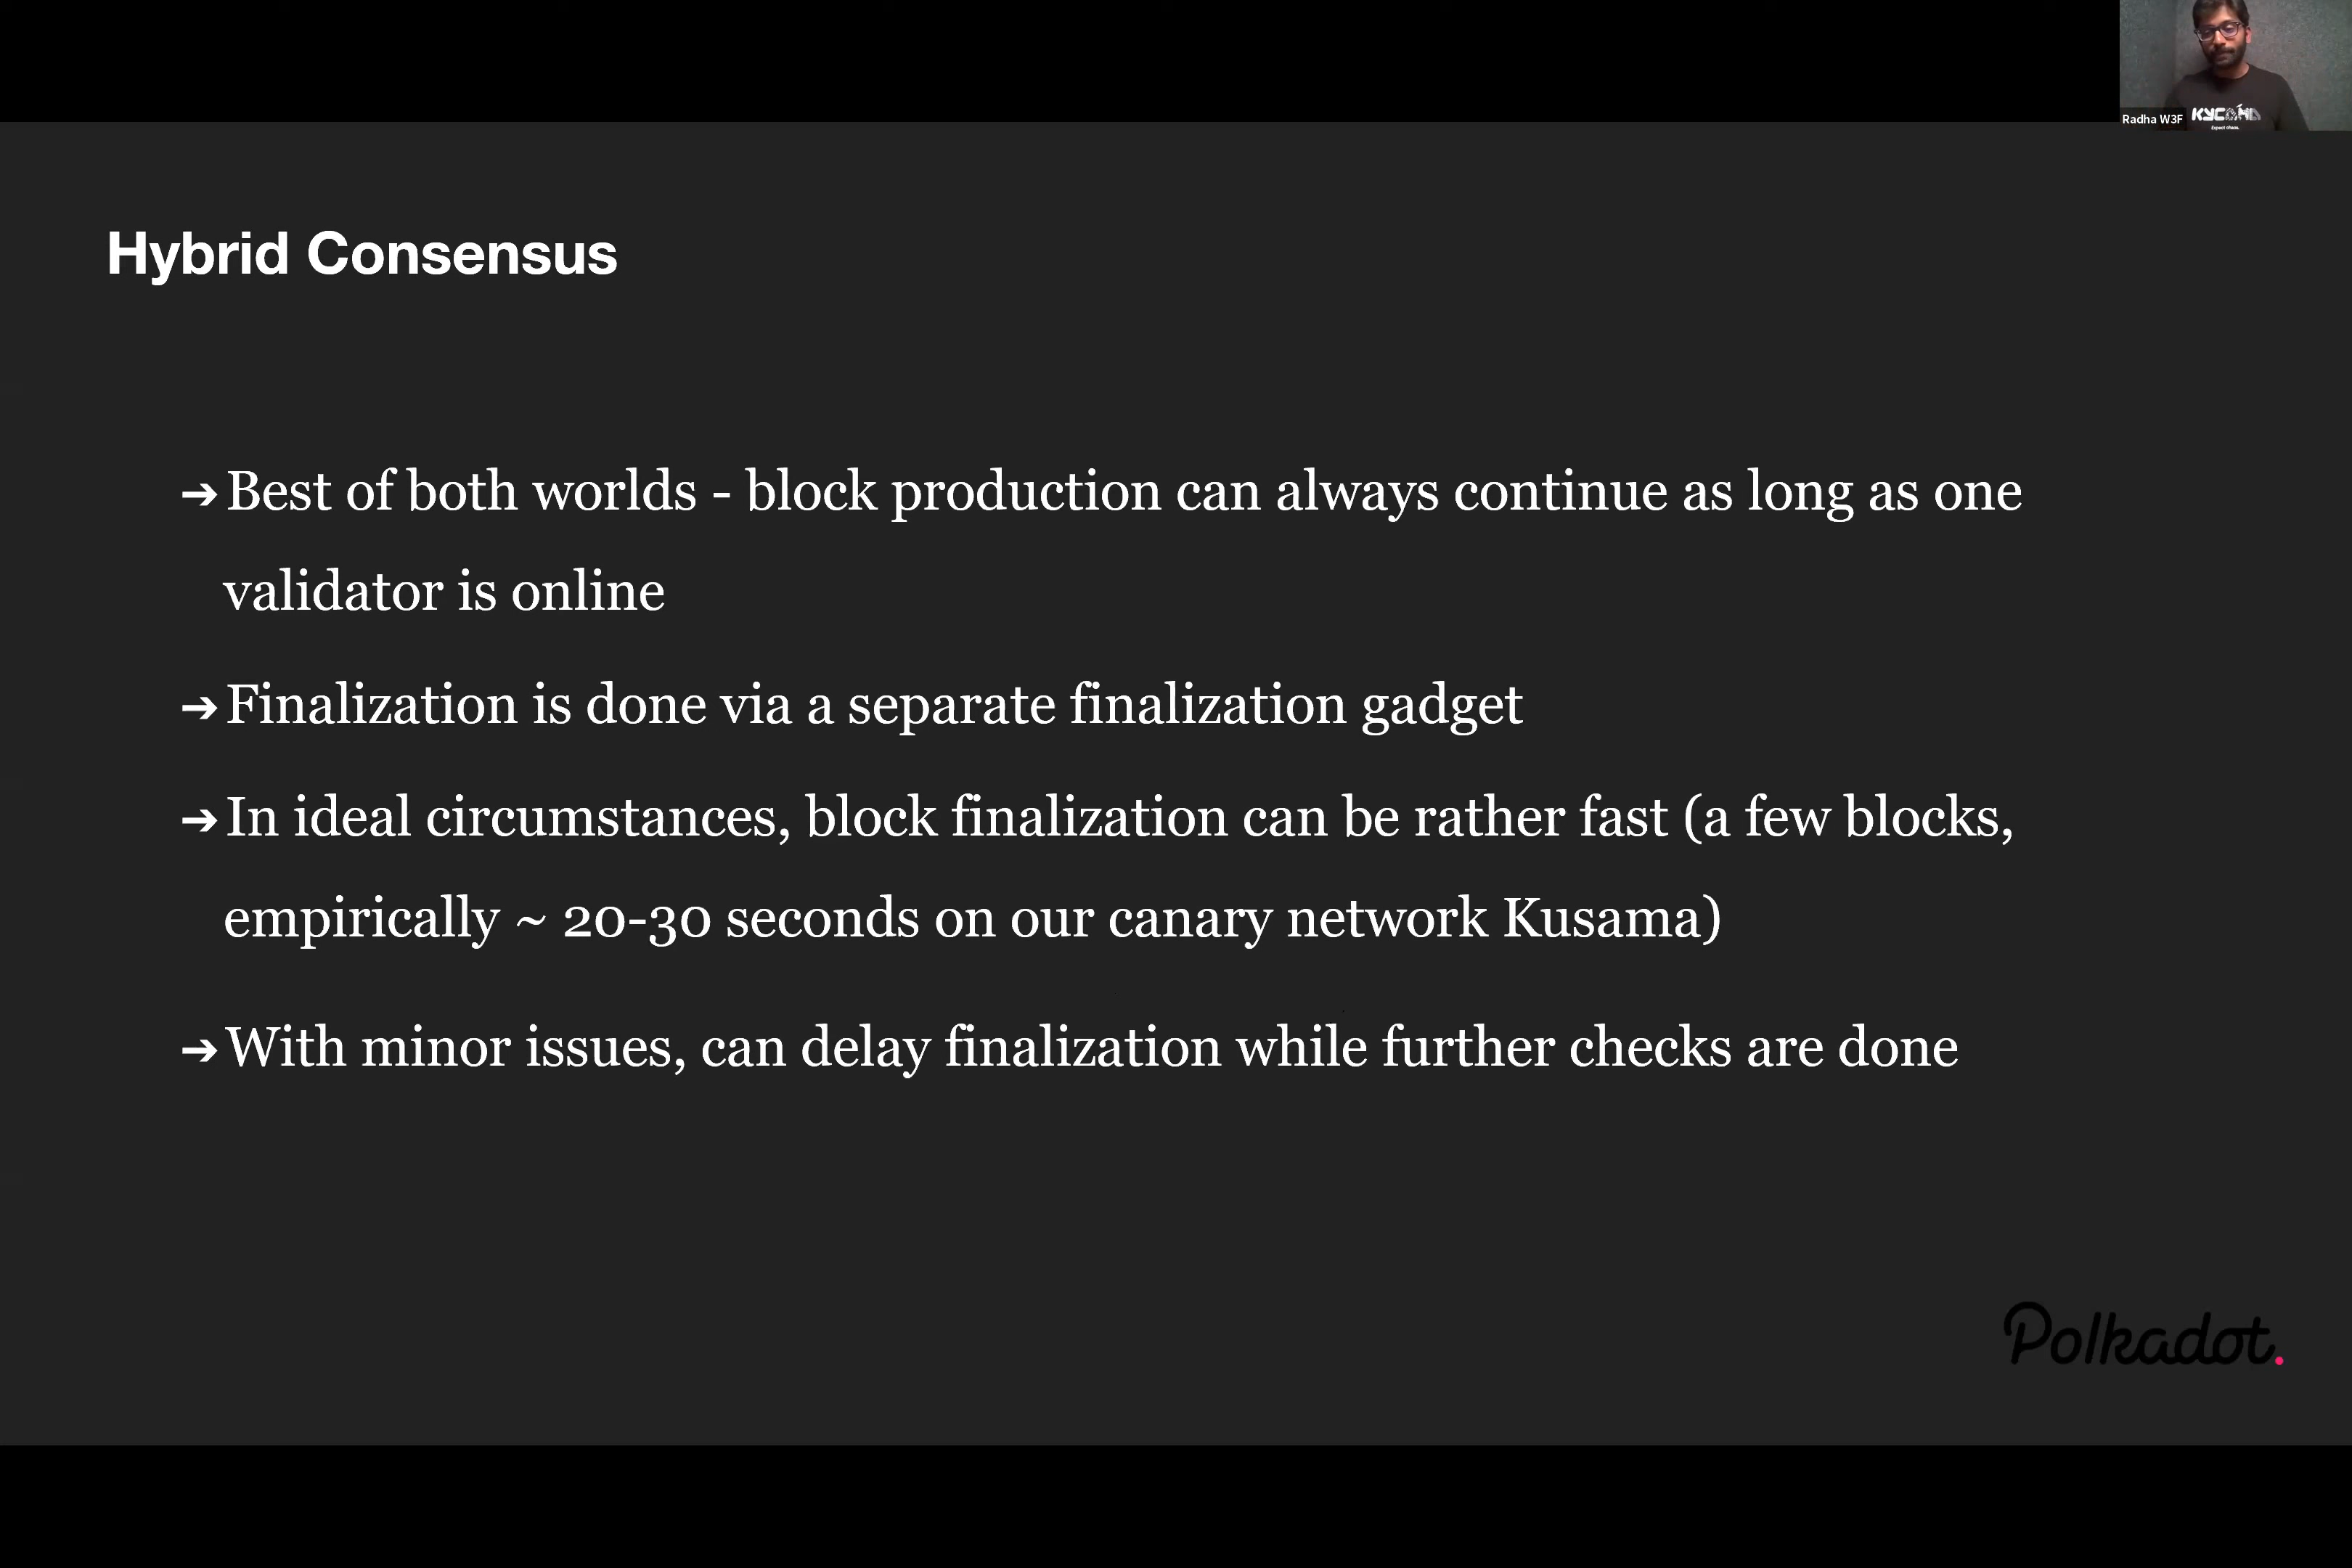 Radha W3F
Expect chaos.
Hybrid Consensus
➔ Best of both worlds - block production can always continue as long as one
validator is online
➔ Finalization is done via a separate finalization gadget
➔ In ideal circumstances, block finalization can be rather fast (a few blocks,
empirically ~ 20-30 seconds on our canary network Kusama)
➔ With minor issues, can delay finalization while further checks are done
Polkadot.